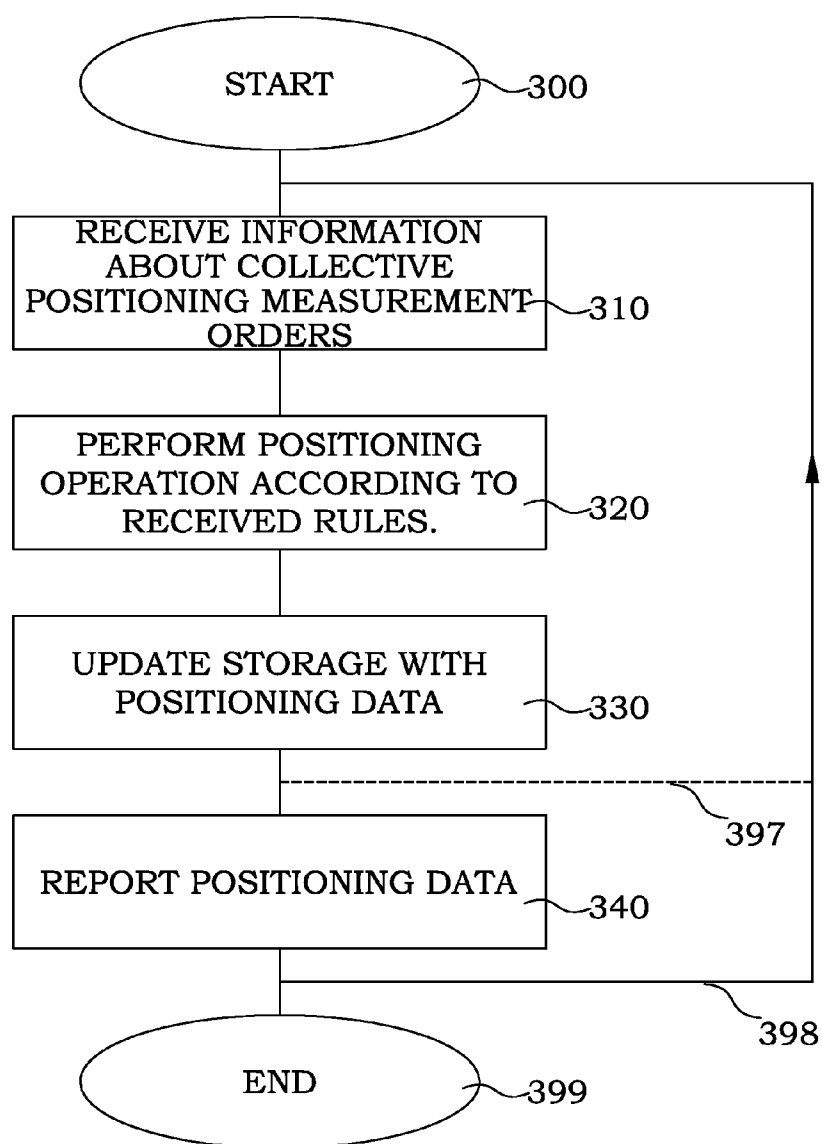 START
300
RECEIVE INFORMATION
ABOUT COLLECTIVE
POSITIONING MEASUREMENT
ORDERS
310
PERFORM POSITIONING
OPERATION ACCORDING TO
RECEIVED RULES.
320
UPDATE STORAGE WITH
POSITIONING DATA
330
397
REPORT POSITIONING DATA
340
398
END
399